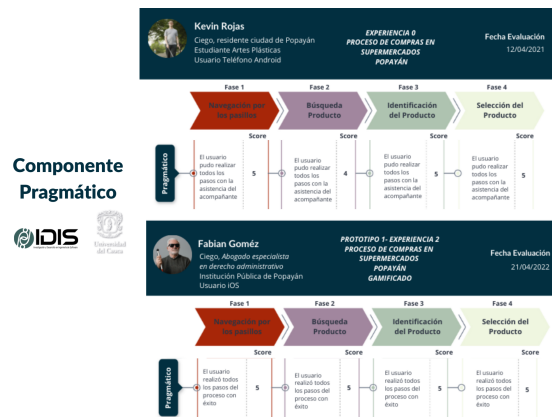 Componente
Pragmático
IDIS
Universidad
del Cauca
Kevin Rojas
Ciego, residente ciudad de Popayán
Estudiante Artes Plásticas
Usuario Teléfono Android
EXPERIENCIA 0
PROCESO DE COMPRAS EN
SUPERMERCADOS
POPAYÁN
Fecha Evaluación
12/04/2021
Fase 1
Fase 2
Fase 3
Fase 4
Navegación por
los pasillos
Búsqueda
Producto
Identificación
del Producto
Selección del
Producto
Score
Score
Score
Score
Pragmático
El usuario
pudo realizar
todos los
pasos con la
asistencia del
acompañante
5
El usuario
pudo realizar
todos los
pasos con la
asistencia del
acompañante
4
El usuario
pudo realizar
todos los
pasos con la
asistencia del
acompañante
5
El usuario
pudo realizar
todos los
pasos con la
asistencia del
acompañante
5
Fabian Goméz
Ciego, Abogado especialista
en derecho administrativo
Institución Pública de Popayán
Usuario iOS
PROTOTIPO 1- EXPERIENCIA 2
PROCESO DE COMPRAS EN
SUPERMERCADOS
POPAYÁN
GAMIFICADO
Fecha Evaluación
21/04/2022
Fase 1
Fase 2
Fase 3
Fase 4
Navegación por
los pasillos
Búsqueda
Producto
Identificación
del Producto
Selección del
Producto
Score
Score
Score
Score
Pragmático
El usuario
realizó todos
los pasos del
proceso con
éxito
5
El usuario
realizó todos
los pasos del
proceso con
éxito
5
El usuario
realizó todos
los pasos del
proceso con
éxito
5
El usuario
realizó todos
los pasos del
proceso con
éxito
5